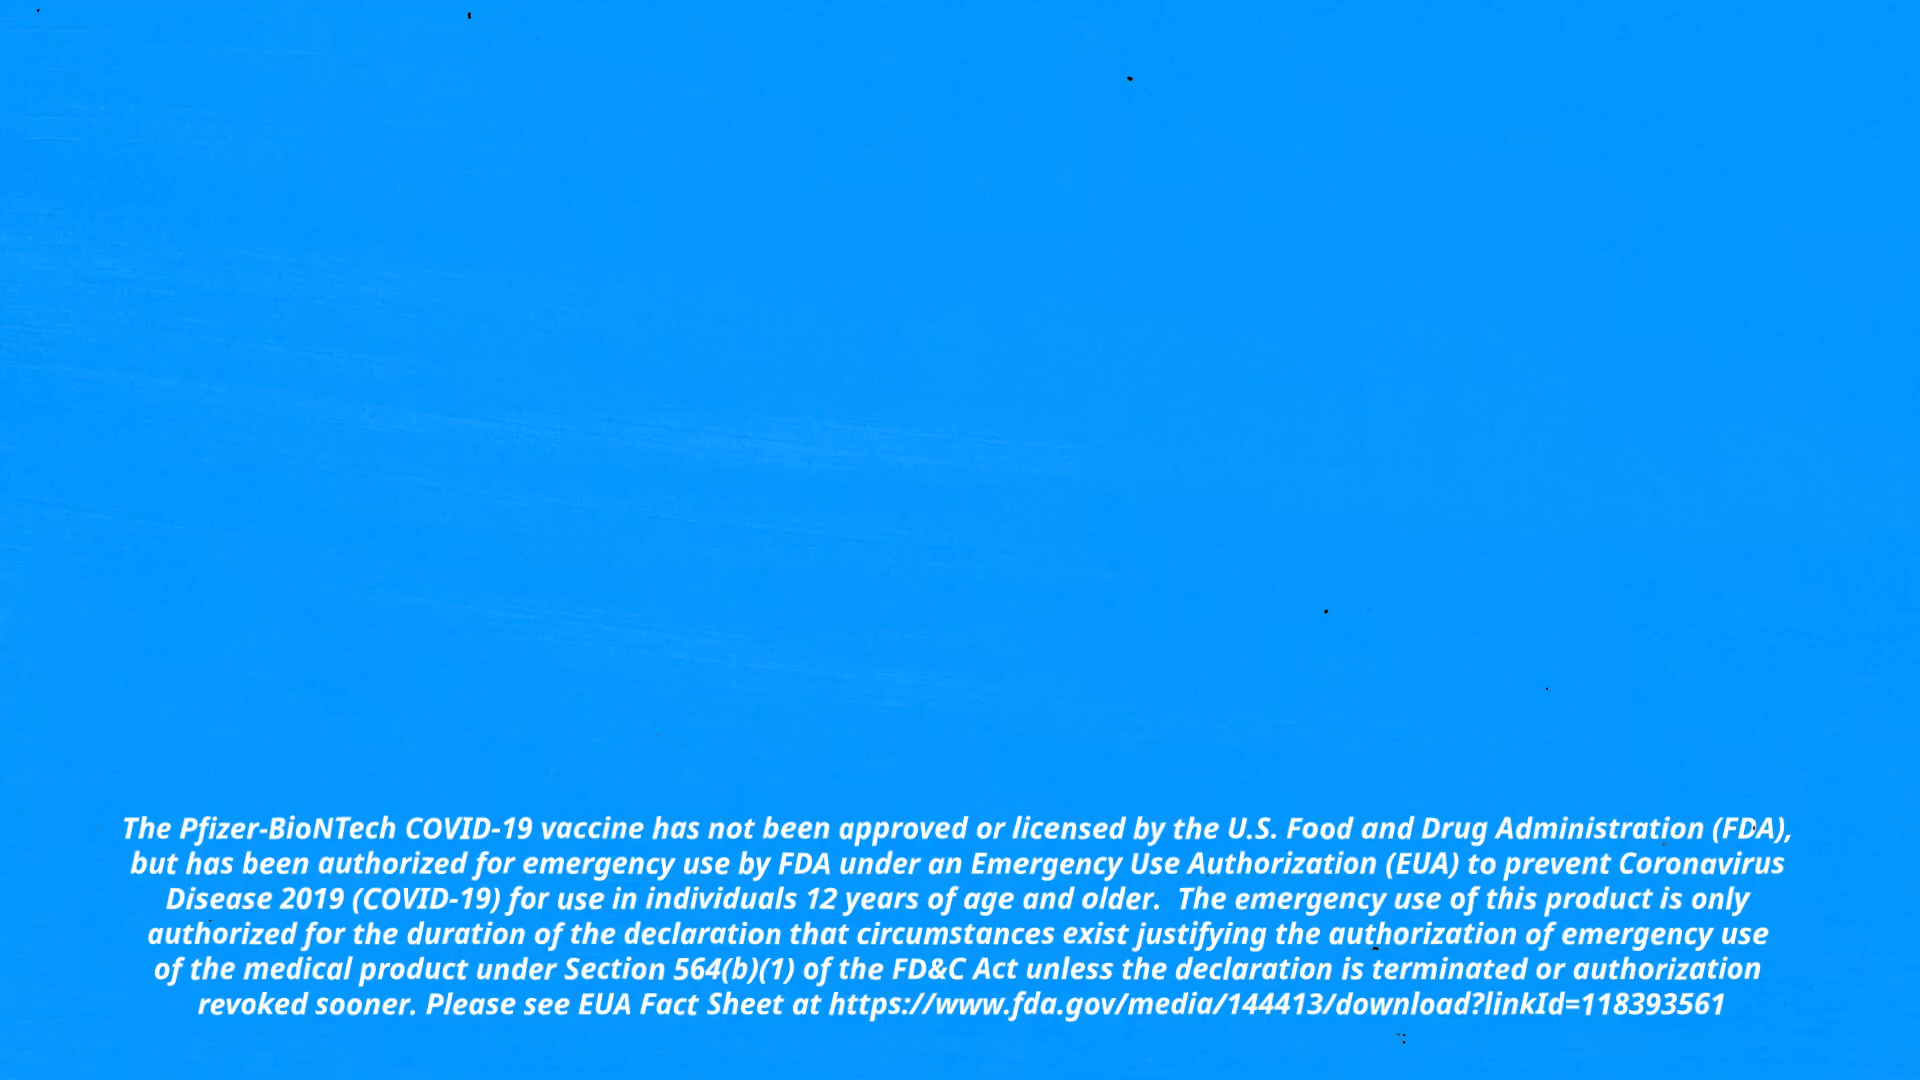 The Pfizer-BioNTech COVID-19 vaccine has not been approved or licensed by the U.S. Food and Drug Administration (FDA),
but has been authorized for emergency use by FDA under an Emergency Use Authorization (EUA) to prevent Coronavirus
Disease 2019 (COVID-19) for use in individuals 12 years of age and older.  The emergency use of this product is only
authorized for the duration of the declaration that circumstances exist justifying the authorization of emergency use
of the medical product under Section 564(b)(1) of the FD&C Act unless the declaration is terminated or authorization
revoked sooner. Please see EUA Fact Sheet at https://www.fda.gov/media/144413/download?linkId=118393561